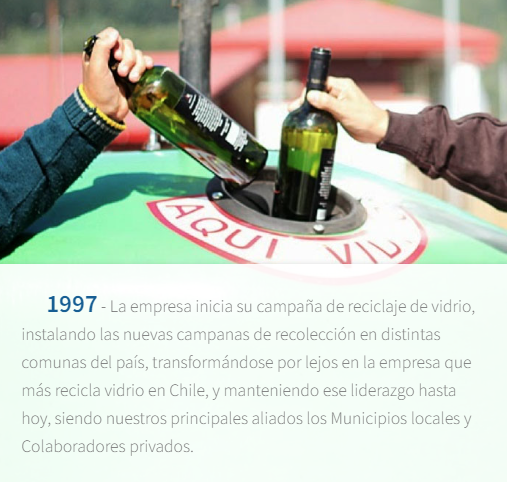 AQUI VID
1997 - La empresa inicia su campaña de reciclaje de vidrio,
instalando las nuevas campanas de recolección en distintas
comunas del país, transformándose por lejos en la empresa que
más recicla vidrio en Chile, y manteniendo ese liderazgo hasta
hoy, siendo nuestros principales aliados los Municipios locales y
Colaboradores privados.